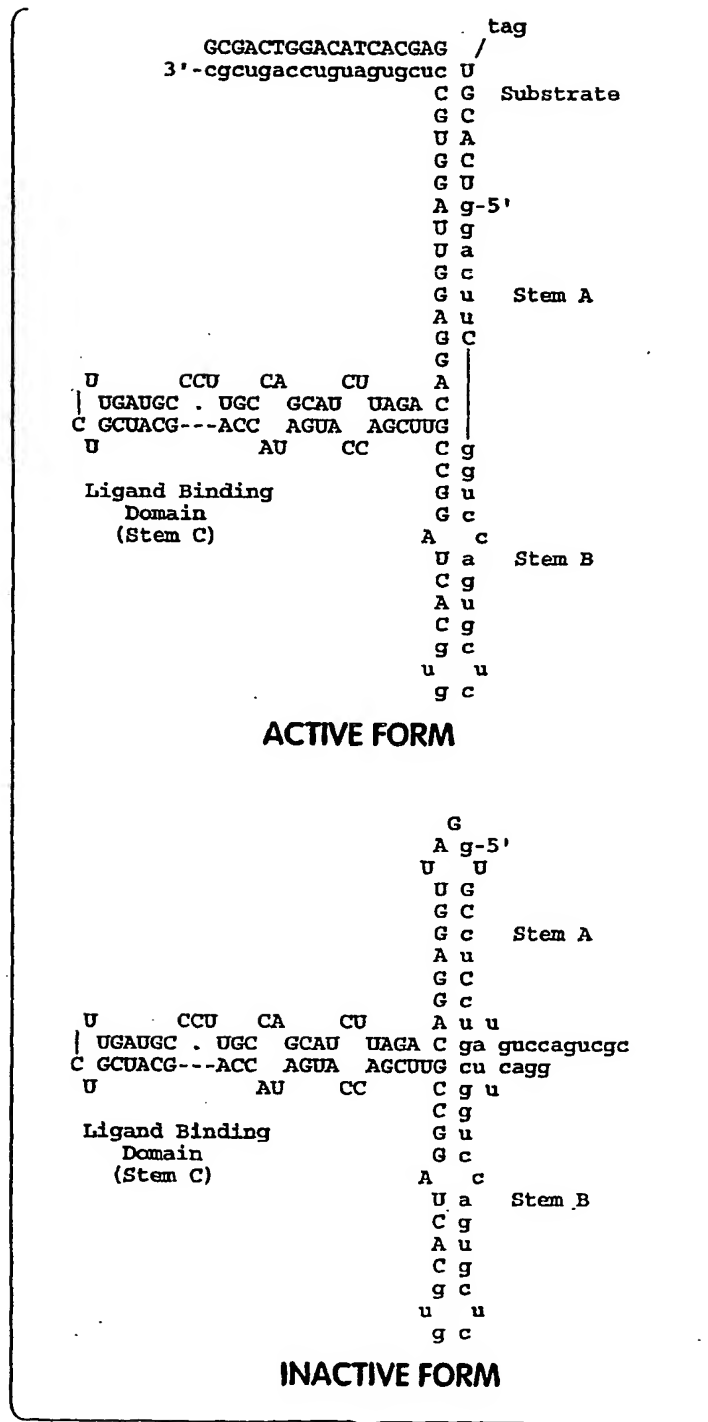 tag
GCGACTGGACATCACGAG /
3'-cgcugaccuguagugcuc U
C G Substrate
G C
U A
G C
G U
A g-5'
U g
U a
G c
G u Stem A
A u
G C
G
U CCU CA CU A
| UGAUGC . UGC GCAU UAGA C
C GCUACG---ACC AGUA AGCUUG
U AU CC C g
C g
Ligand Binding G u
Domain G c
(Stem C) A c
U a Stem B
C g
A u
C g
g c
u u
g c
ACTIVE FORM
G
A g-5'
U U
U G
G C
G c Stem A
A u
G C
G c
U CCU CA CU A u u
| UGAUGC . UGC GCAU UAGA C ga guccagucgc
C GCUACG---ACC AGUA AGCUUG cu cagg
U AU CC C g u
C g
Ligand Binding G u
Domain G c
(Stem C) A c
U a Stem B
C g
A u
C g
g c
u u
g c
INACTIVE FORM